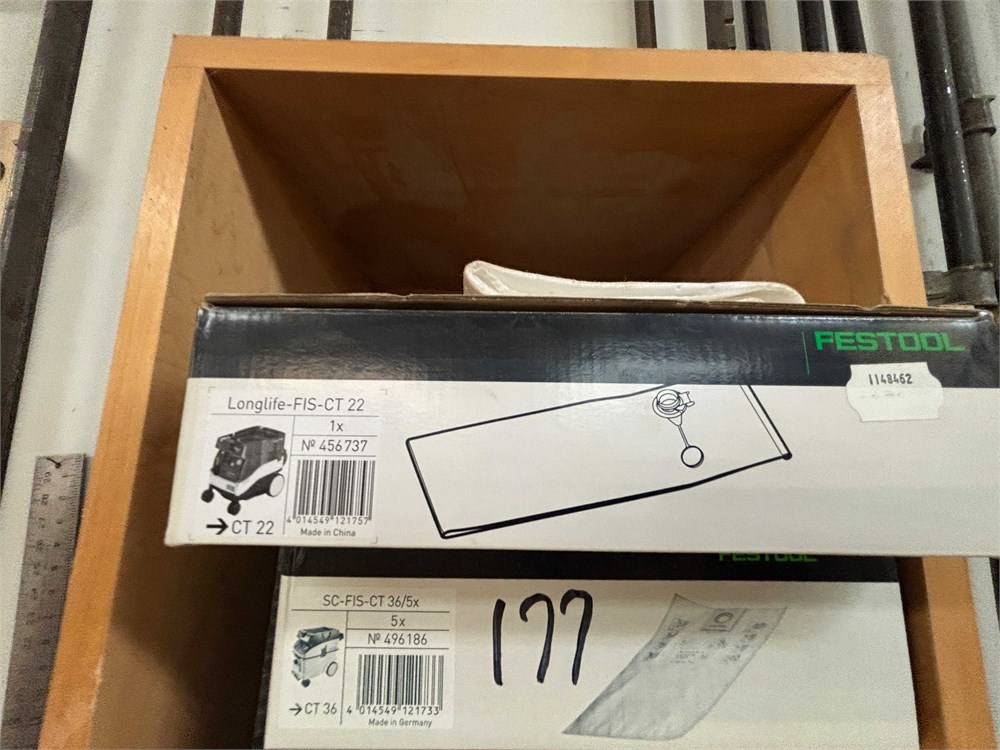 FESTOOL
1148462
Longlife-FIS-CT 22
1x
Nº 456737
4 014549 121757
Made in China
→ CT 22
FESTOOL
SC-FIS-CT 36/5x
5x
Nº 496186
4 014549 121733
Made in Germany
→ CT 36
177